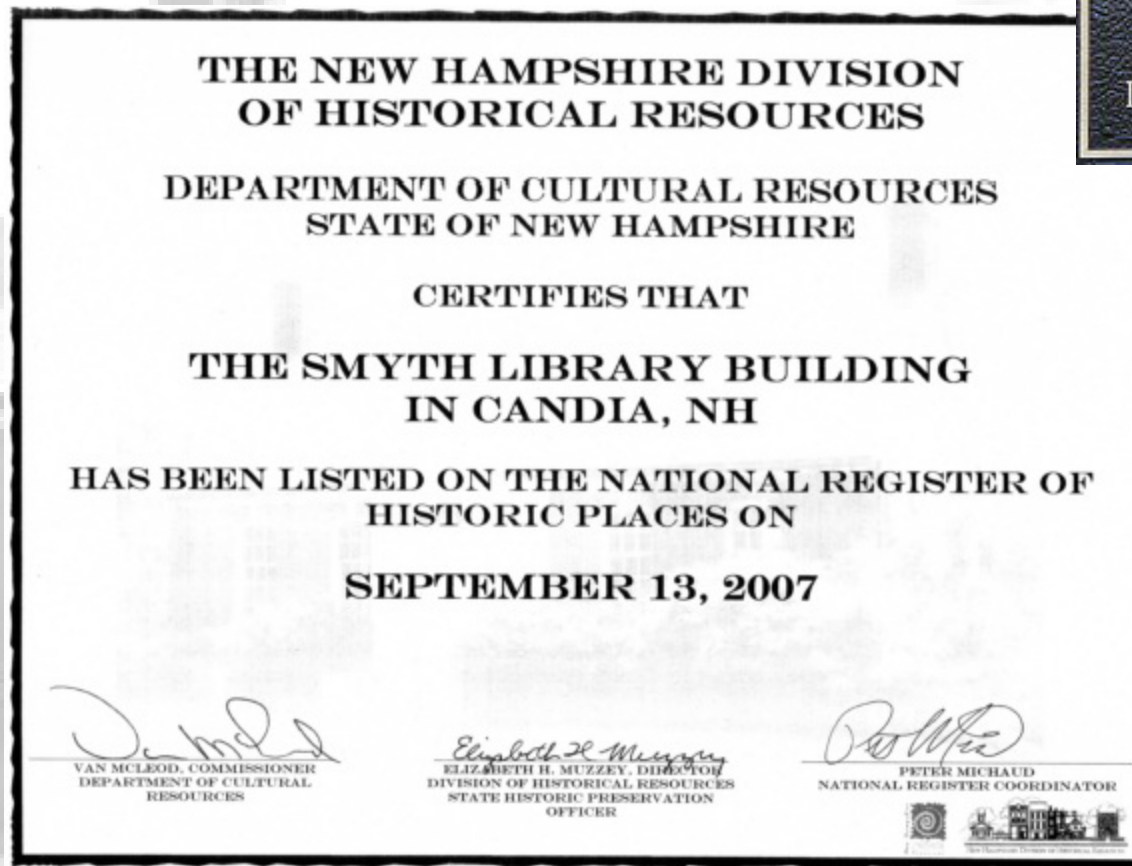 THE NEW HAMPSHIRE DIVISION
OF HISTORICAL RESOURCES
DEPARTMENT OF CULTURAL RESOURCES
STATE OF NEW HAMPSHIRE
CERTIFIES THAT
THE SMYTH LIBRARY BUILDING
IN CANDIA, NH
HAS BEEN LISTED ON THE NATIONAL REGISTER OF
HISTORIC PLACES ON
SEPTEMBER 13, 2007
Elizabeth H Muzzey
VAN MCLEOD, COMMISSIONER
DEPARTMENT OF CULTURAL
RESOURCES
ELIZABETH H. MUZZEY, DIRECTOR
DIVISION OF HISTORICAL RESOURCES
STATE HISTORIC PRESERVATION
OFFICER
PETER MICHAUD
NATIONAL REGISTER COORDINATOR